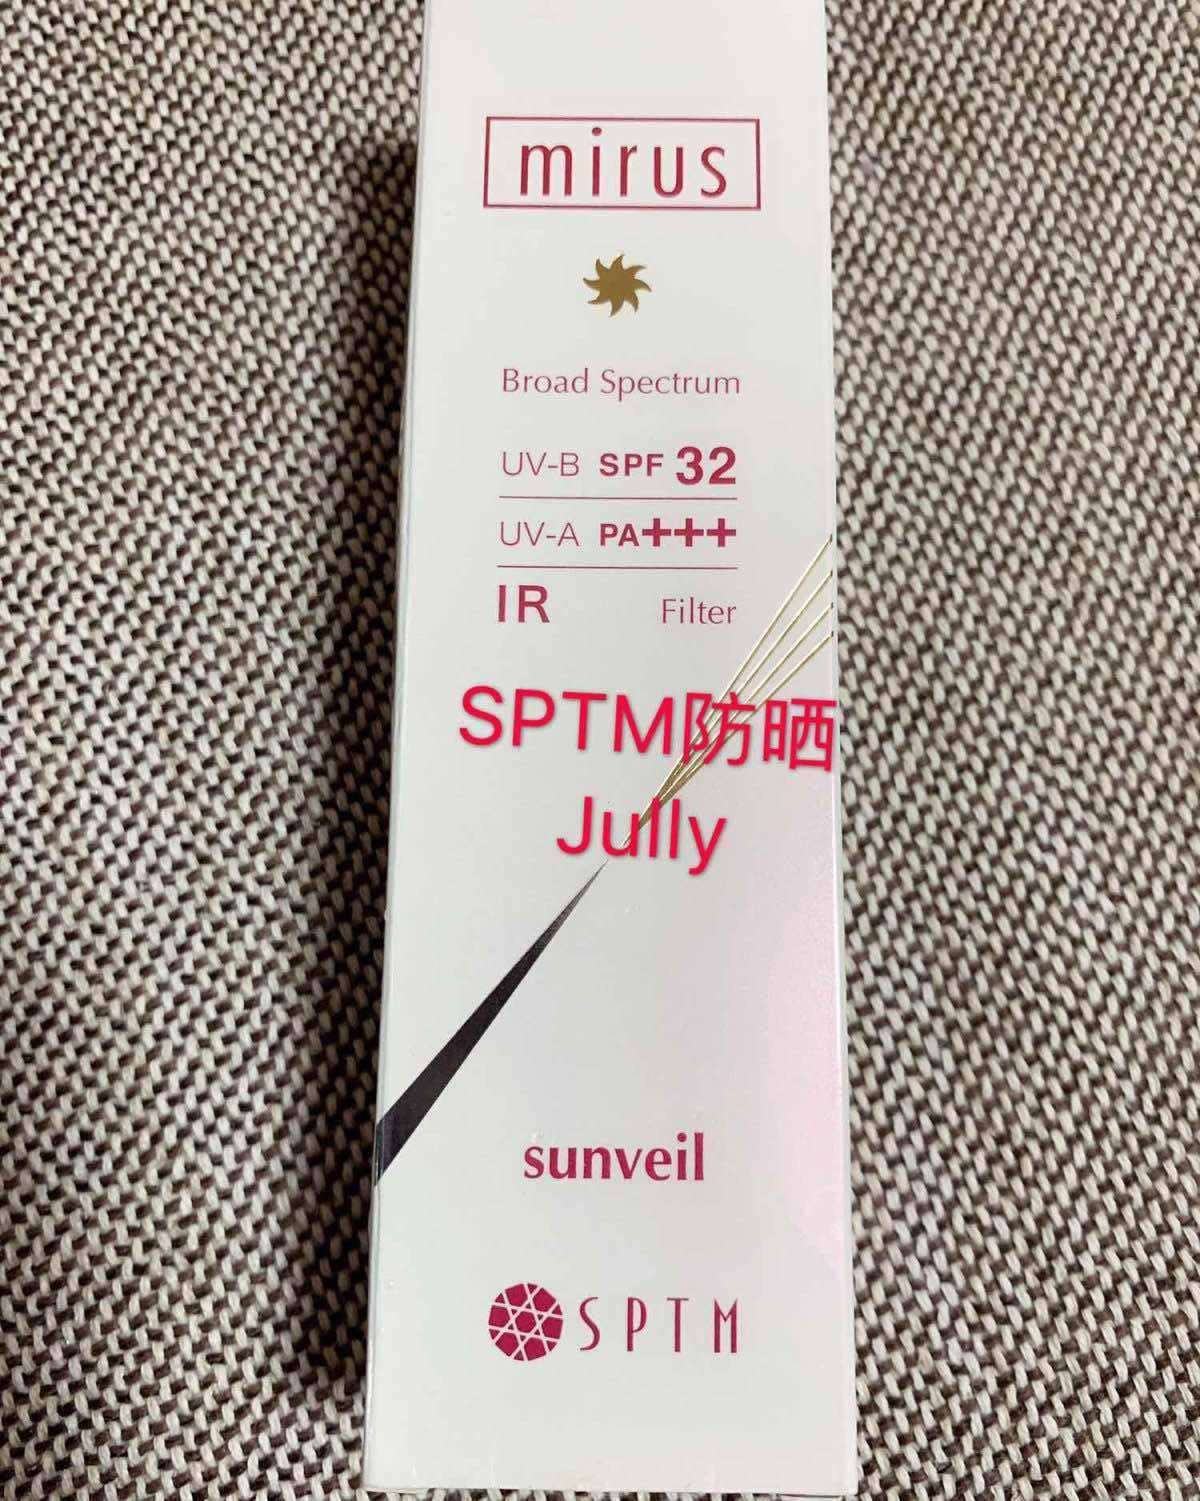 mirus
Broad Spectrum
UV-B SPF 32
UV-A PA+++
IR Filter
SPTM防晒
Jully
sunveil
SPTM